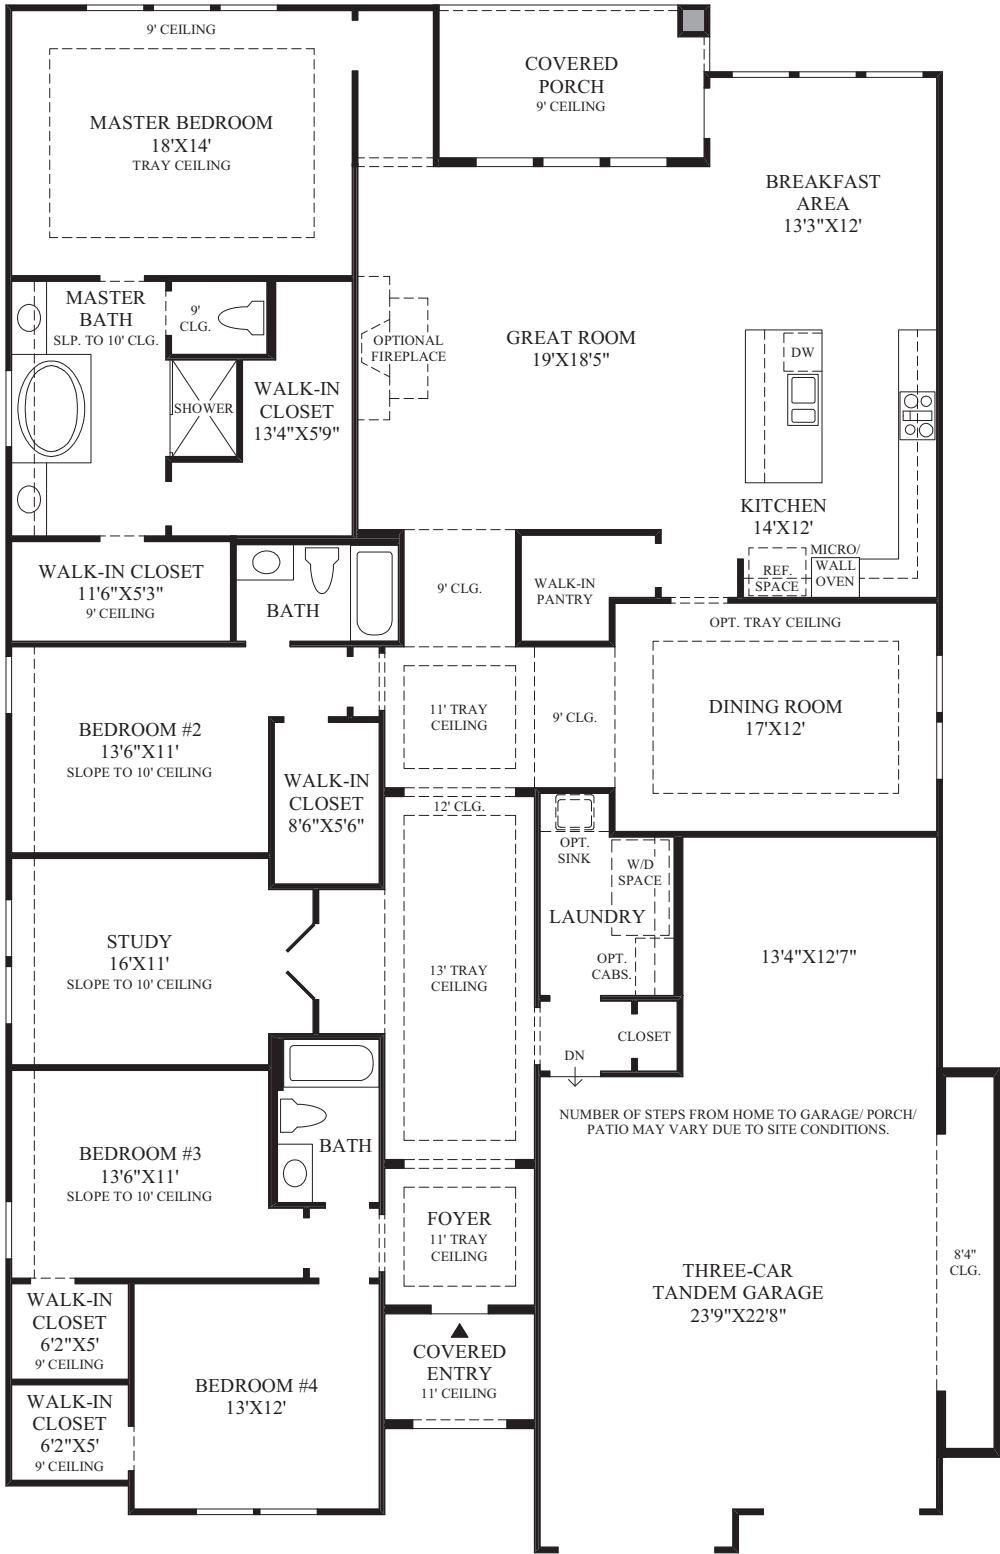 9' CEILING
MASTER BEDROOM
18'X14'
TRAY CEILING
COVERED
PORCH
9' CEILING
BREAKFAST
AREA
13'3"X12'
MASTER
BATH
SLP. TO 10' CLG.
9'
CLG.
SHOWER
WALK-IN
CLOSET
13'4"X5'9"
OPTIONAL
FIREPLACE
GREAT ROOM
19'X18'5"
DW
KITCHEN
14'X12'
MICRO/
WALL
OVEN
REF.
SPACE
WALK-IN CLOSET
11'6"X5'3"
9' CEILING
BATH
9' CLG.
WALK-IN
PANTRY
OPT. TRAY CEILING
DINING ROOM
17'X12'
BEDROOM #2
13'6"X11'
SLOPE TO 10' CEILING
11' TRAY
CEILING
9' CLG.
WALK-IN
CLOSET
8'6"X5'6"
12' CLG.
OPT.
SINK
W/D
SPACE
LAUNDRY
OPT.
CABS.
STUDY
16'X11'
SLOPE TO 10' CEILING
13' TRAY
CEILING
13'4"X12'7"
CLOSET
DN
NUMBER OF STEPS FROM HOME TO GARAGE/ PORCH/
PATIO MAY VARY DUE TO SITE CONDITIONS.
BATH
BEDROOM #3
13'6"X11'
SLOPE TO 10' CEILING
FOYER
11' TRAY
CEILING
8'4"
CLG.
THREE-CAR
TANDEM GARAGE
23'9"X22'8"
WALK-IN
CLOSET
6'2"X5'
9' CEILING
COVERED
ENTRY
11' CEILING
BEDROOM #4
13'X12'
WALK-IN
CLOSET
6'2"X5'
9' CEILING